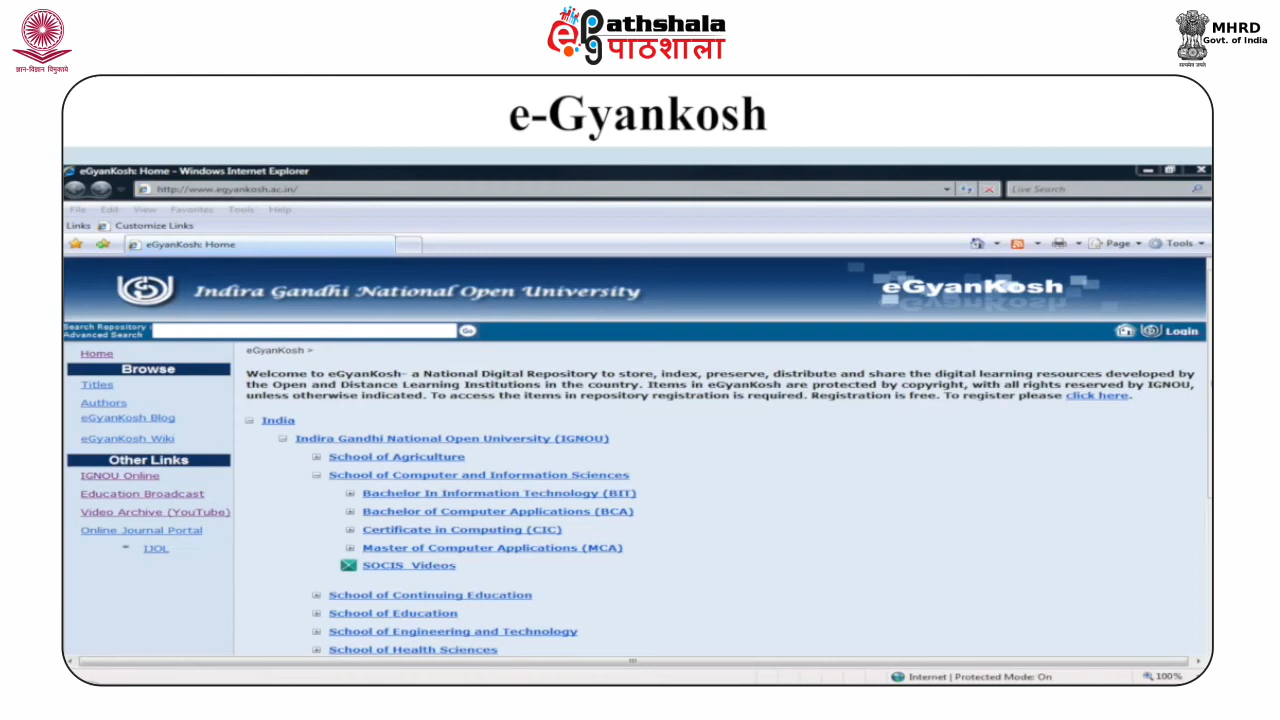 ज्ञान-विज्ञान विमुक्तये
ePathshala
पाठशाला
MHRD
Govt. of India
सत्यमेव जयते
e-Gyankosh
eGyanKosh: Home - Windows Internet Explorer
http://www.egyankosh.ac.in/
Live Search
File Edit View Favorites Tools Help
Links Customize Links
eGyanKosh: Home
Page Tools
Indira Gandhi National Open University
eGyanKosh
Search Repository :
Advanced Search
Go
Login
Home
Browse
Titles
Authors
eGyanKosh Blog
eGyanKosh Wiki
Other Links
IGNOU Online
Education Broadcast
Video Archive (YouTube)
Online Journal Portal
IJOL
eGyanKosh >
Welcome to eGyanKosh- a National Digital Repository to store, index, preserve, distribute and share the digital learning resources developed by
the Open and Distance Learning Institutions in the country. Items in eGyanKosh are protected by copyright, with all rights reserved by IGNOU,
unless otherwise indicated. To access the items in repository registration is required. Registration is free. To register please click here.
India
Indira Gandhi National Open University (IGNOU)
School of Agriculture
School of Computer and Information Sciences
Bachelor In Information Technology (BIT)
Bachelor of Computer Applications (BCA)
Certificate in Computing (CIC)
Master of Computer Applications (MCA)
SOCIS_Videos
School of Continuing Education
School of Education
School of Engineering and Technology
School of Health Sciences
Internet | Protected Mode: On
100%